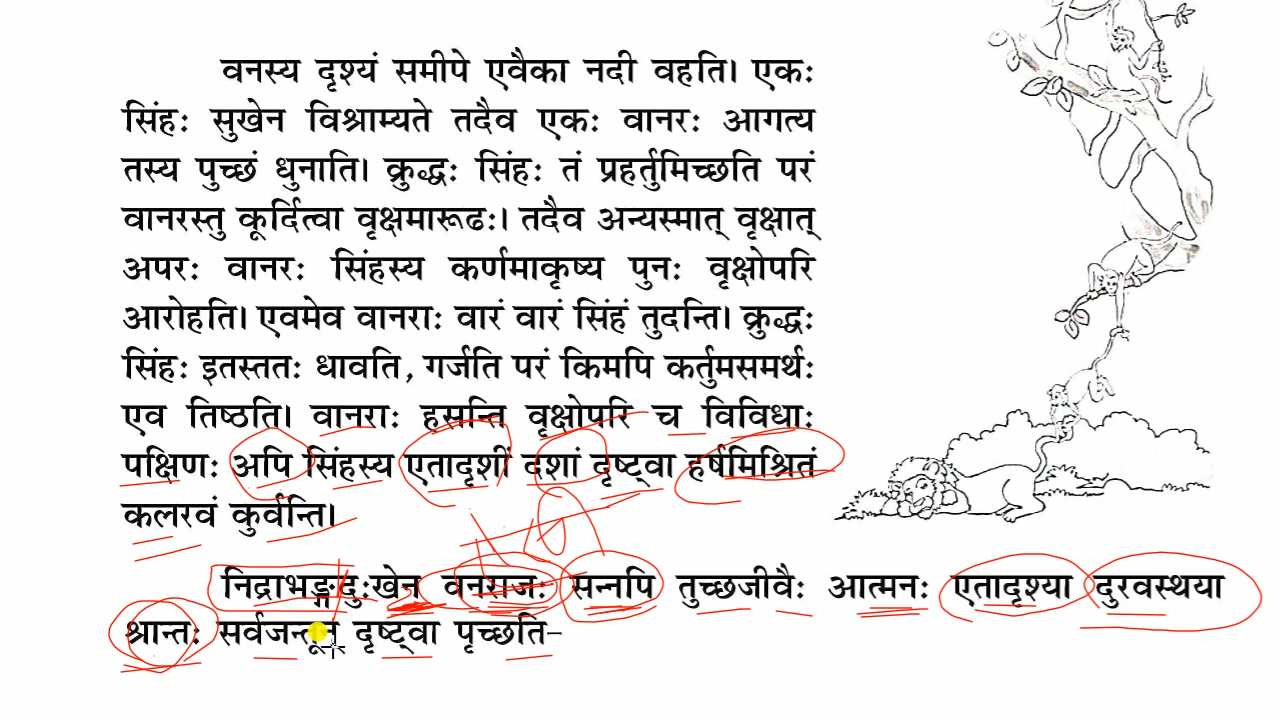 वनस्य दृश्यं समीपे एवैका नदी वहति। एकः
सिंहः सुखेन विश्राम्यते तदैव एकः वानरः आगत्य
तस्य पुच्छं धुनाति। क्रुद्धः सिंहः तं प्रहर्तुमिच्छति परं
वानरस्तु कूर्दित्वा वृक्षमारूढः। तदैव अन्यस्मात् वृक्षात्
अपरः वानरः सिंहस्य कर्णमाकृष्य पुनः वृक्षोपरि
आरोहति। एवमेव वानराः वारं वारं सिंहं तुदन्ति। क्रुद्धः
सिंहः इतस्ततः धावति, गर्जति परं किमपि कर्तुमसमर्थः
एव तिष्ठति। वानराः हसन्ति वृक्षोपरि च विविधाः
पक्षिणः अपि सिंहस्य एतादृशीं दशां दृष्ट्वा हर्षमिश्रितं
कलरवं कुर्वन्ति।
निद्राभङ्गदुःखेन वनराजः सन्नपि तुच्छजीवैः आत्मनः एतादृश्या दुरवस्थया
श्रान्तः सर्वजन्तून् दृष्ट्वा पृच्छति–